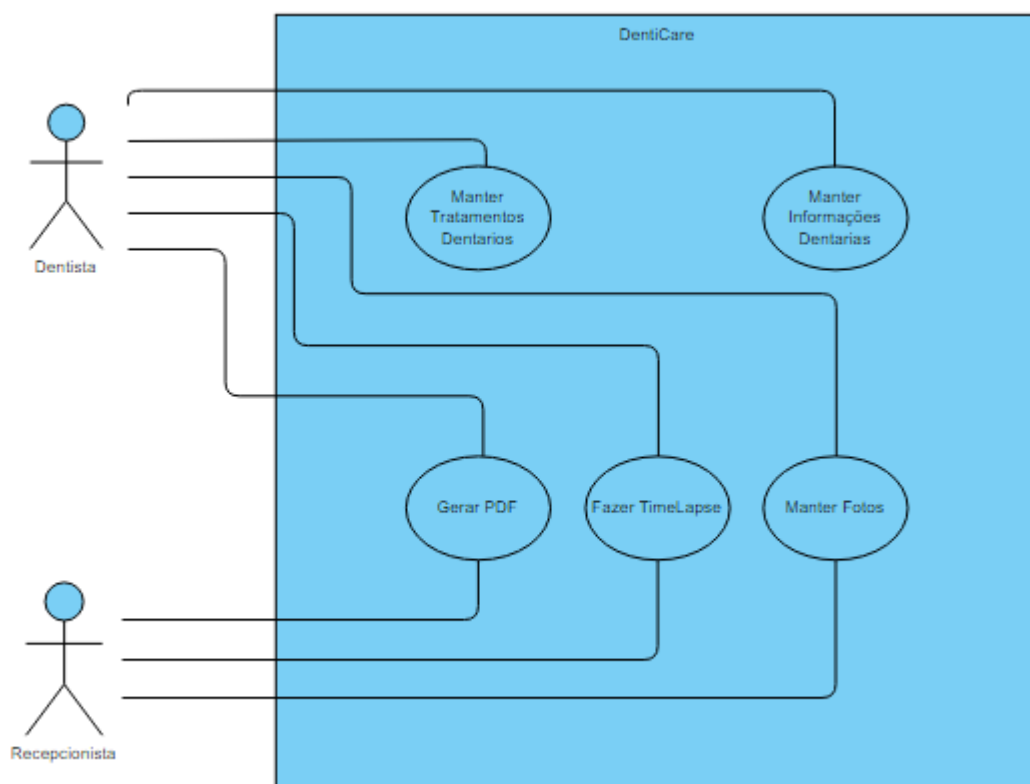 DentiCare
Manter
Tratamentos
Dentarios
Manter
Informações
Dentarias
Dentista
Gerar PDF
Fazer TimeLapse
Manter Fotos
Recepcionista